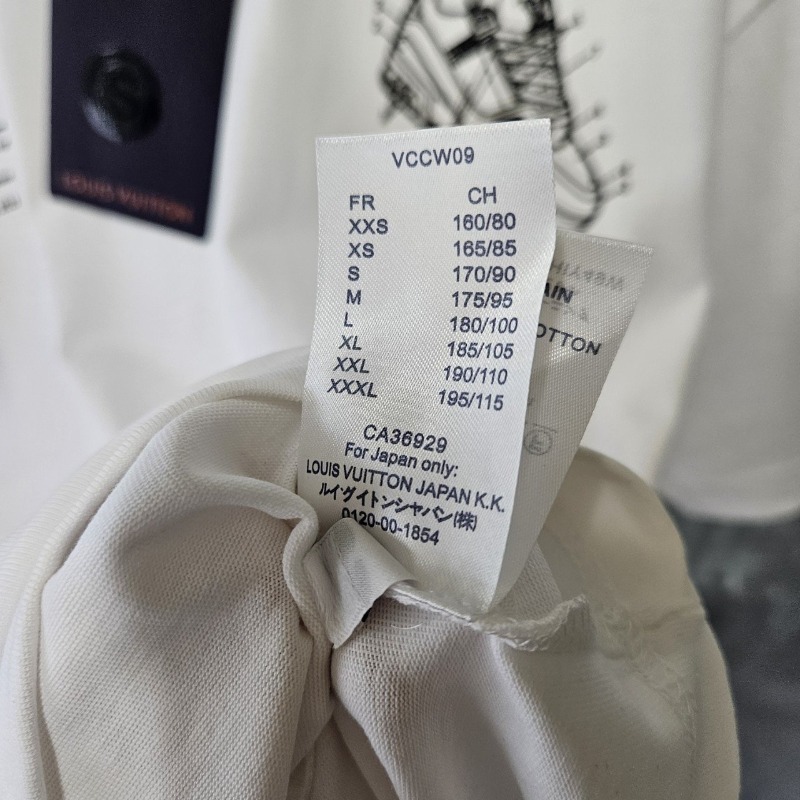 LOUIS VUITTON
VCCW09
FR CH
XXS 160/80
XS 165/85
S 170/90
M 175/95
L 180/100
XL 185/105
XXL 190/110
XXXL 195/115
CA36929
For Japan only:
LOUIS VUITTON JAPAN K.K.
ルイヴィトンジャパン(株)
0120-00-1854
AIN
OTTON